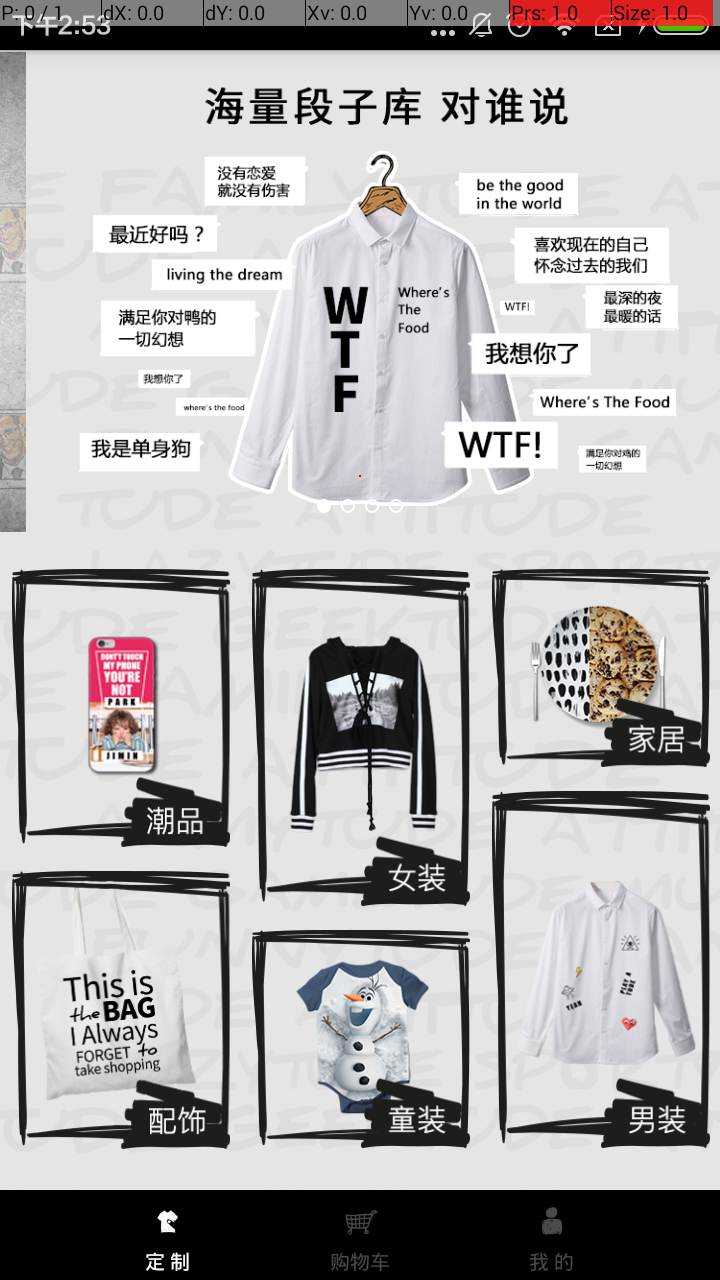 P: 0 / 1
dX: 0.0
dY: 0.0
Xv: 0.0
Yv: 0.0
Prs: 1.0
Size: 1.0
下午2:53
海量段子库 对谁说
没有恋爱
就没有伤害
be the good
in the world
最近好吗？
喜欢现在的自己
怀念过去的我们
living the dream
WTF
Where's
The
Food
WTF!
最深的夜
最暖的话
满足你对鸭的
一切幻想
我想你了
我想你了
where's the food
Where's The Food
我是单身狗
WTF!
满足你对鸡的
一切幻想
DON'T TOUCH
MY PHONE
YOU'RE
NOT
PARK
JIMIN
潮品
女装
家居
This is
the BAG
I Always
FORGET to
take shopping
配饰
童装
YEAH
PLAY A
TUDE
男装
定制
购物车
我的